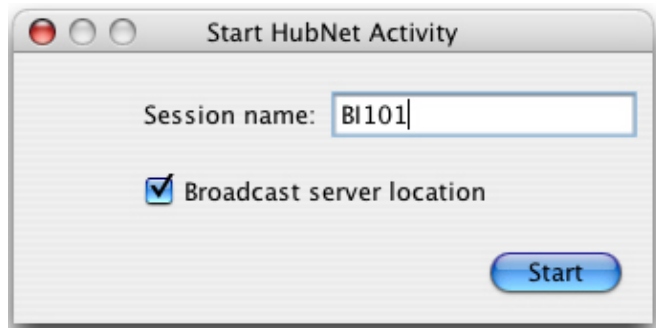 Start HubNet Activity
Session name: BI101
Broadcast server location
Start